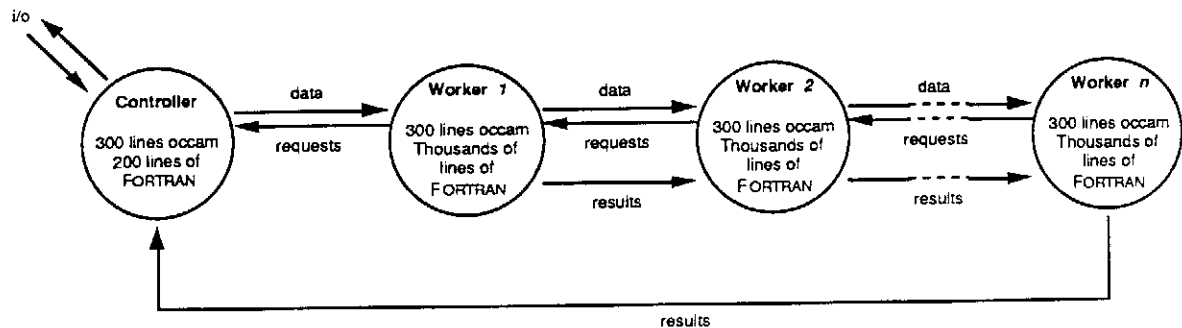 i/o
Controller
300 lines occam
200 lines of
FORTRAN
data
requests
Worker 1
300 lines occam
Thousands of
lines of
FORTRAN
data
requests
results
Worker 2
300 lines occam
Thousands of
lines of
FORTRAN
data
requests
results
Worker n
300 lines occam
Thousands of
lines of
FORTRAN
results